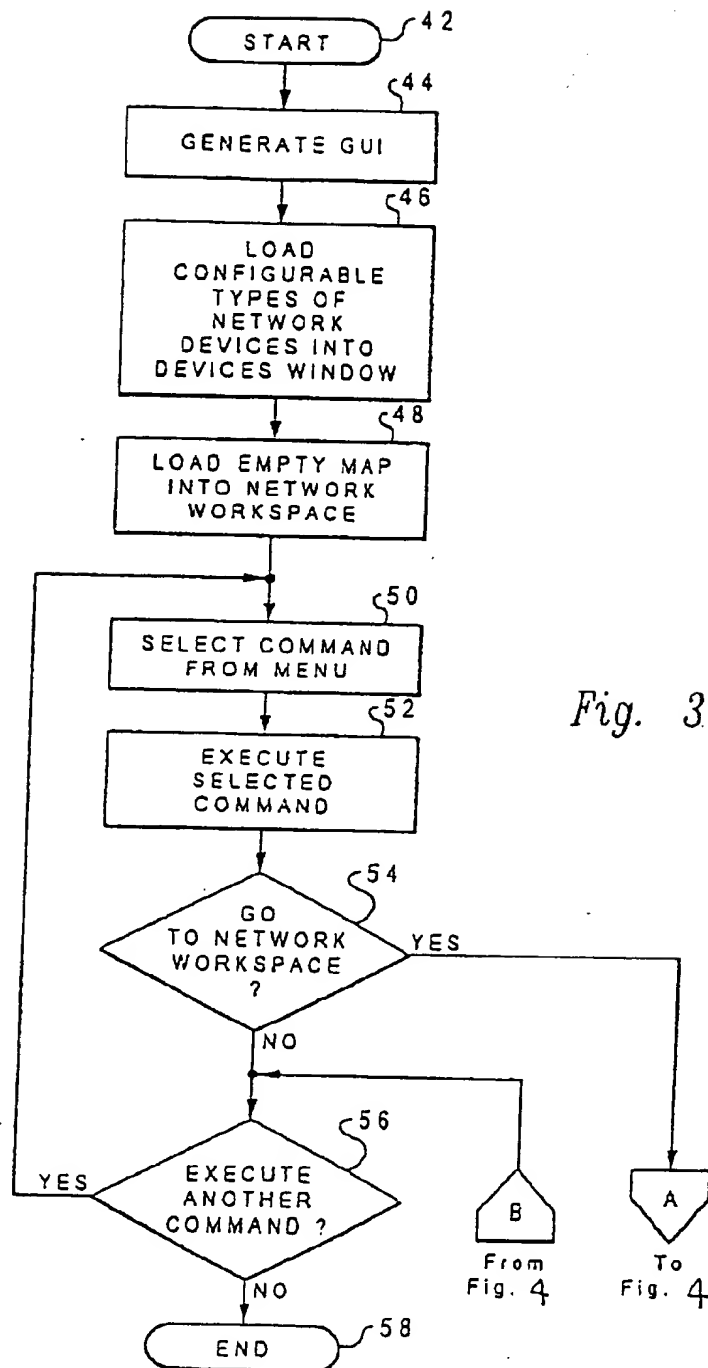 42
START
44
GENERATE GUI
46
LOAD
CONFIGURABLE
TYPES OF
NETWORK
DEVICES INTO
DEVICES WINDOW
48
LOAD EMPTY MAP
INTO NETWORK
WORKSPACE
50
SELECT COMMAND
FROM MENU
Fig. 3
52
EXECUTE
SELECTED
COMMAND
54
GO
TO NETWORK
WORKSPACE
?
YES
NO
56
YES
EXECUTE
ANOTHER
COMMAND ?
B
A
From
Fig. 4
To
Fig. 4
NO
58
END